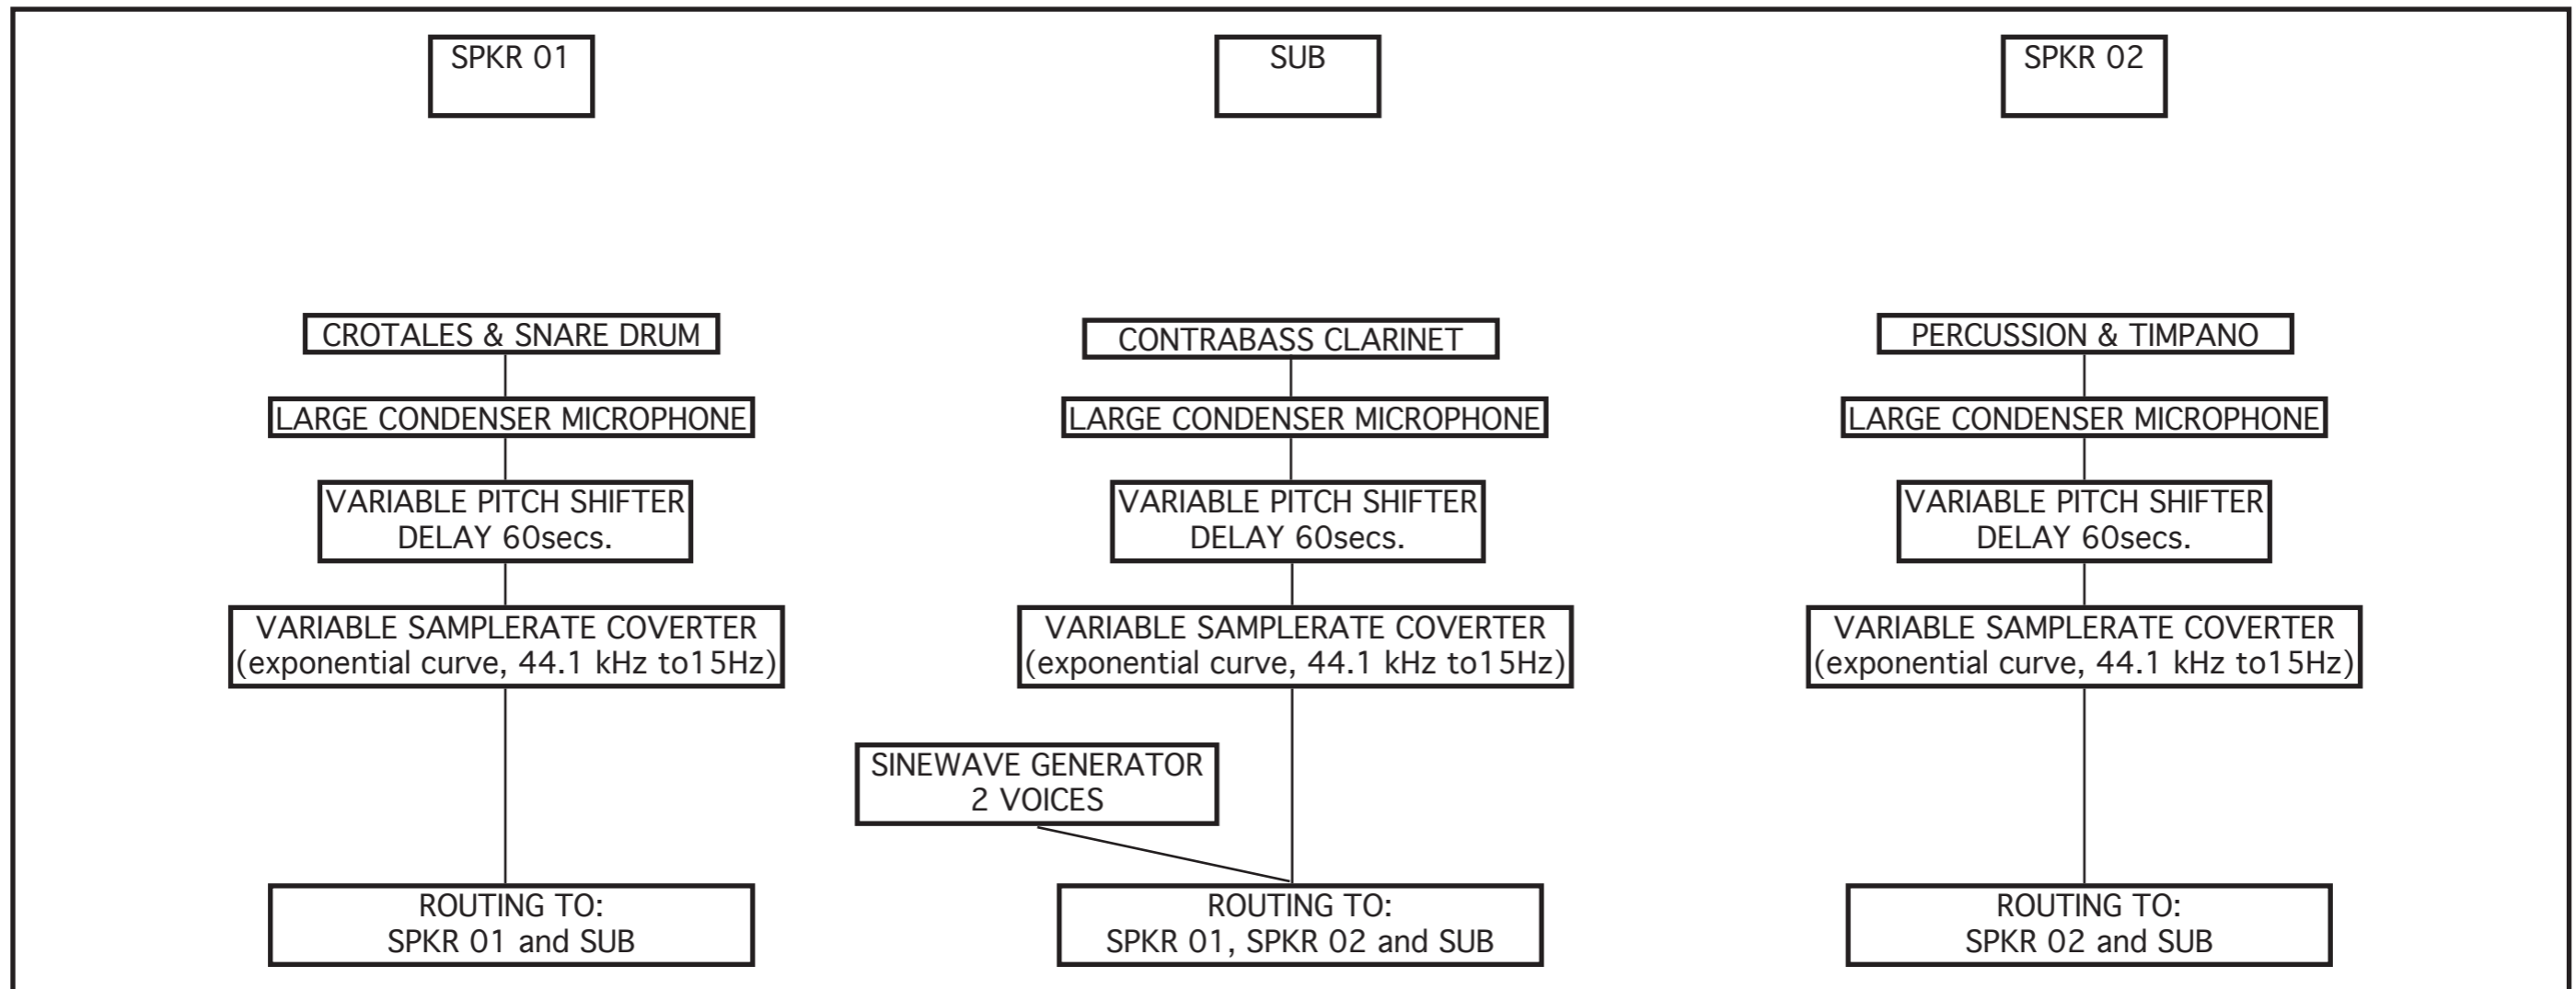 SPKR 01
SUB
SPKR 02
CROTALES & SNARE DRUM
CONTRABASS CLARINET
PERCUSSION & TIMPANO
LARGE CONDENSER MICROPHONE
LARGE CONDENSER MICROPHONE
LARGE CONDENSER MICROPHONE
VARIABLE PITCH SHIFTER
DELAY 60secs.
VARIABLE PITCH SHIFTER
DELAY 60secs.
VARIABLE PITCH SHIFTER
DELAY 60secs.
VARIABLE SAMPLERATE COVERTER
(exponential curve, 44.1 kHz to15Hz)
VARIABLE SAMPLERATE COVERTER
(exponential curve, 44.1 kHz to15Hz)
VARIABLE SAMPLERATE COVERTER
(exponential curve, 44.1 kHz to15Hz)
SINEWAVE GENERATOR
2 VOICES
ROUTING TO:
SPKR 01 and SUB
ROUTING TO:
SPKR 01, SPKR 02 and SUB
ROUTING TO:
SPKR 02 and SUB